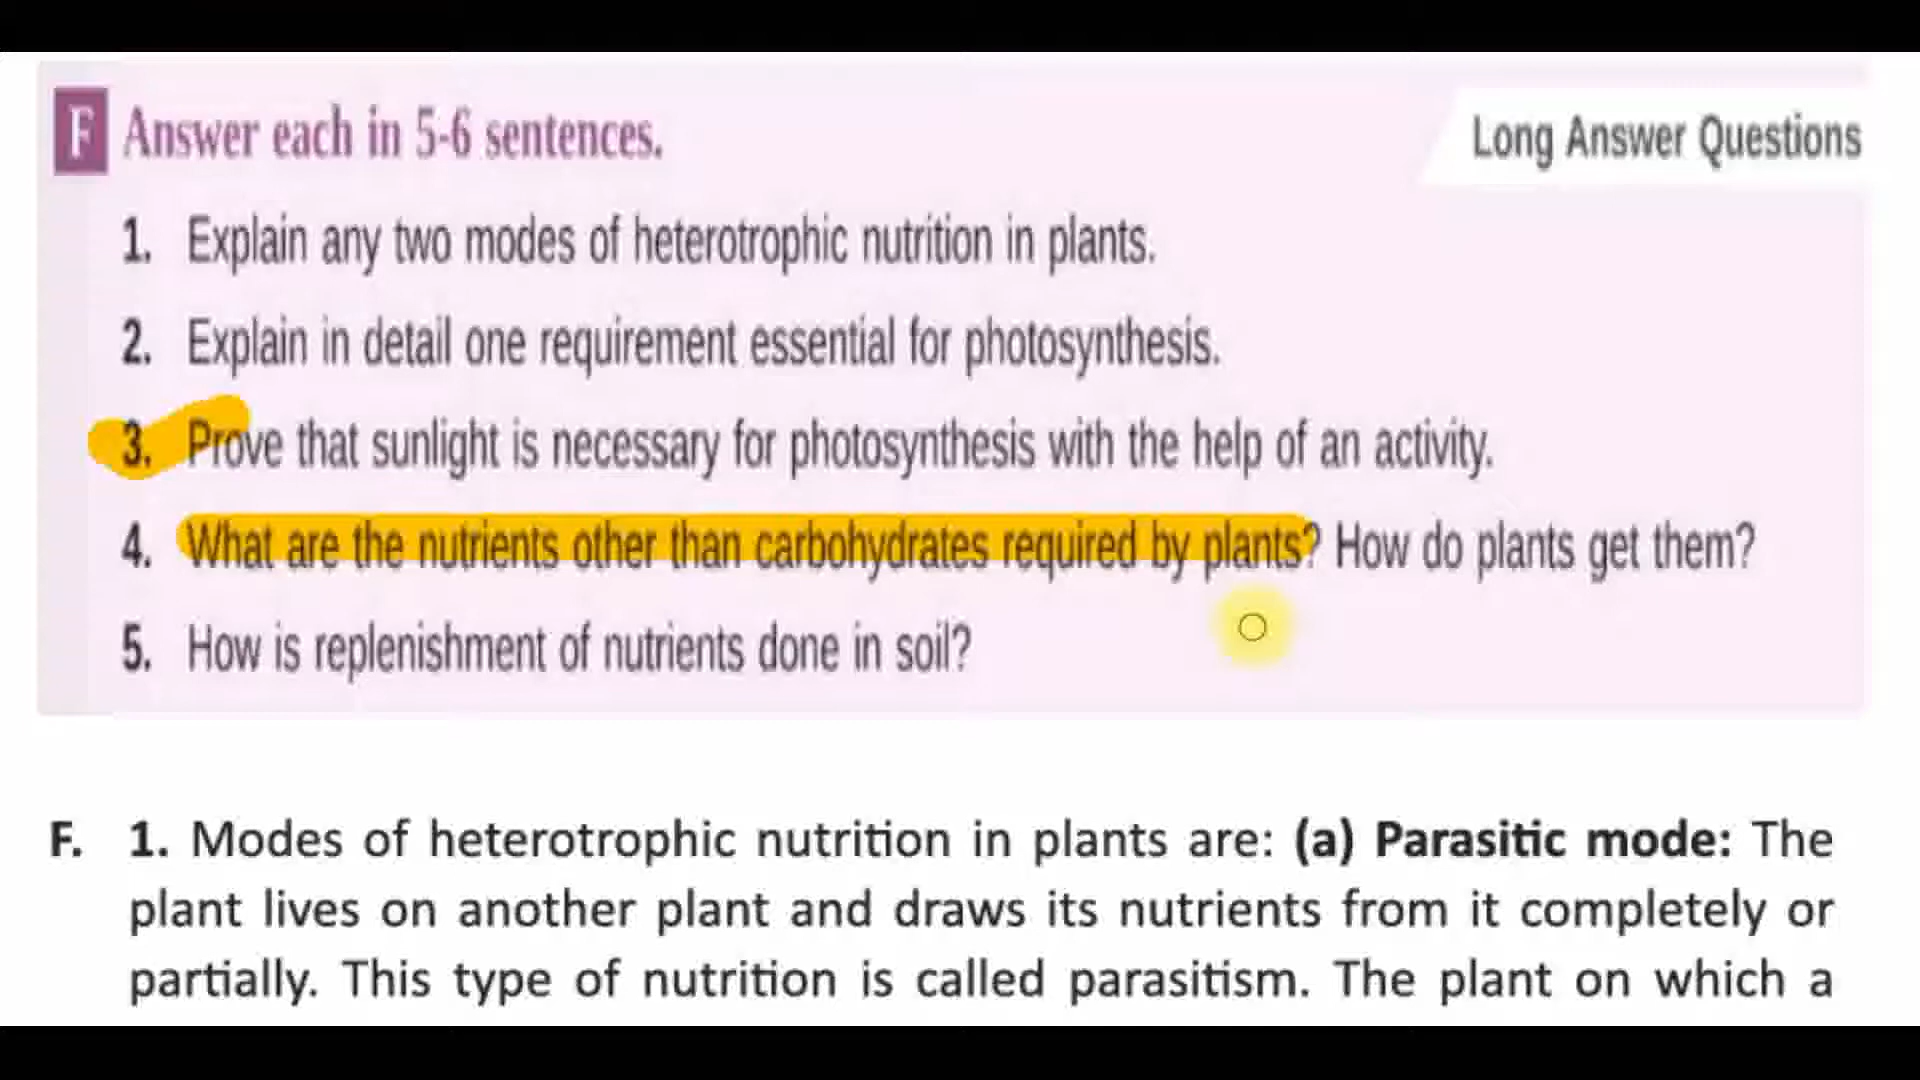 F Answer each in 5-6 sentences.
Long Answer Questions
1. Explain any two modes of heterotrophic nutrition in plants.
2. Explain in detail one requirement essential for photosynthesis.
3. Prove that sunlight is necessary for photosynthesis with the help of an activity.
4. What are the nutrients other than carbohydrates required by plants? How do plants get them?
5. How is replenishment of nutrients done in soil?
F. 1. Modes of heterotrophic nutrition in plants are: (a) Parasitic mode: The
plant lives on another plant and draws its nutrients from it completely or
partially. This type of nutrition is called parasitism. The plant on which a